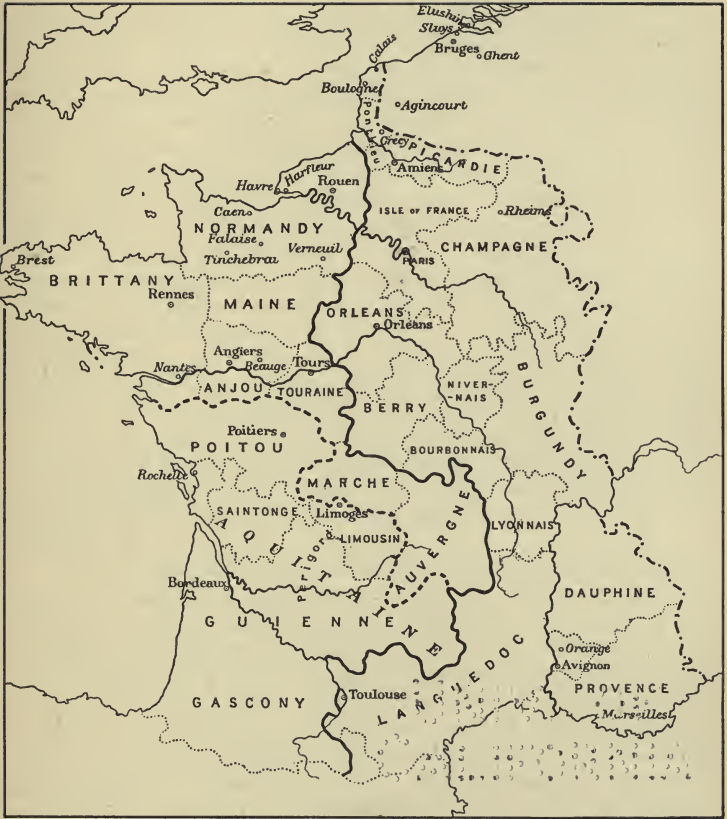 Elushing
Sluys
Bruges
Ghent
Calais
Boulogne
Agincourt
Ponthieu
Crecy
PICARDIE
Amiens
Harfleur
Havre
Rouen
ISLE OF FRANCE
Rheims
Caen
NORMANDY
Falaise
Verneuil
CHAMPAGNE
Tinchebrai
PARIS
Brest
BRITTANY
Rennes
MAINE
ORLEANS
Orleans
Angiers
Nantes
Beauge
Tours
ANJOU
TOURAINE
NIVER-
-NAIS
BURGUNDY
BERRY
Poitiers
POITOU
BOURBONNAIS
Rochelle
MARCHE
SAINTONGE
Limoges
LYONNAIS
AQUITAINE
Perigord
LIMOUSIN
AUVERGNE
Bordeaux
DAUPHINE
GUIENNE
Orange
Avignon
LANGUEDOC
PROVENCE
GASCONY
Toulouse
Marseilles